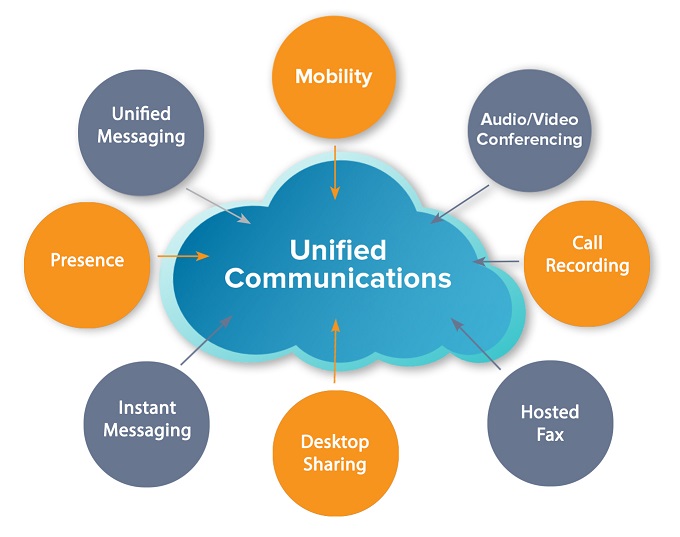 Mobility
Unified
Messaging
Audio/Video
Conferencing
Presence
Unified
Communications
Call
Recording
Instant
Messaging
Desktop
Sharing
Hosted
Fax